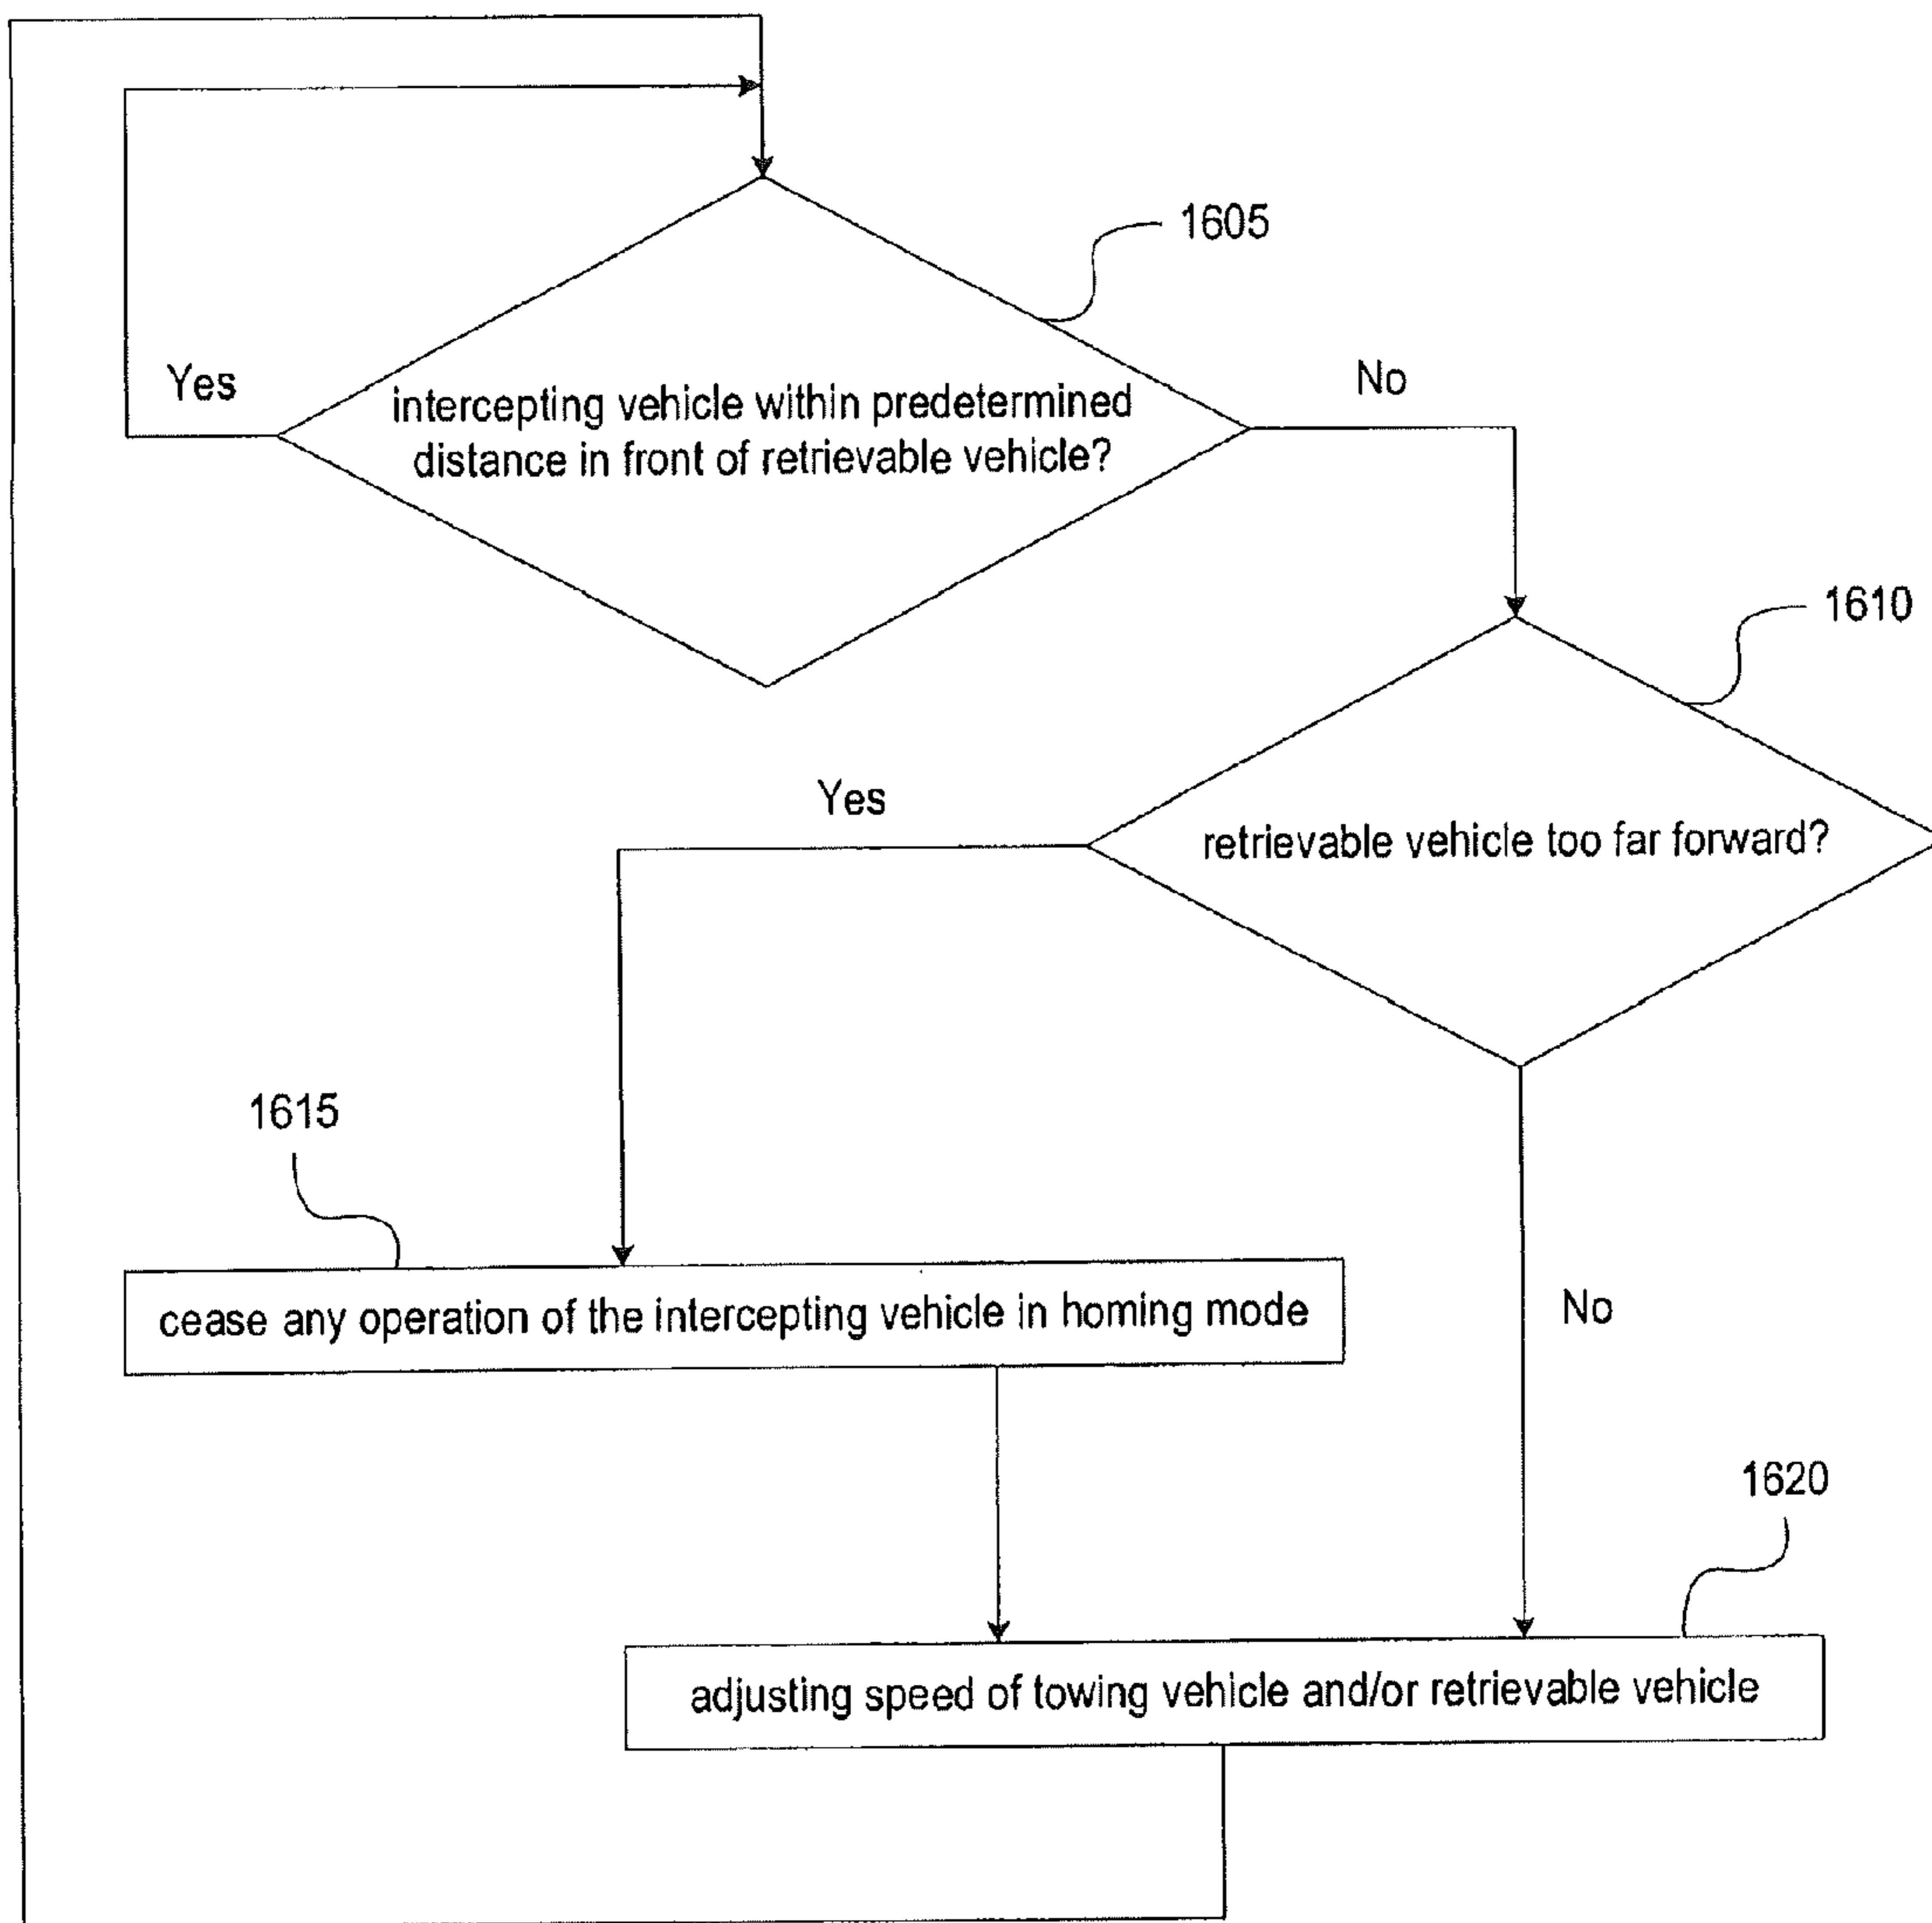 1605
Yes
No
intercepting vehicle within predetermined
distance in front of retrievable vehicle?
1610
Yes
retrievable vehicle too far forward?
1615
cease any operation of the intercepting vehicle in homing mode
No
1620
adjusting speed of towing vehicle and/or retrievable vehicle